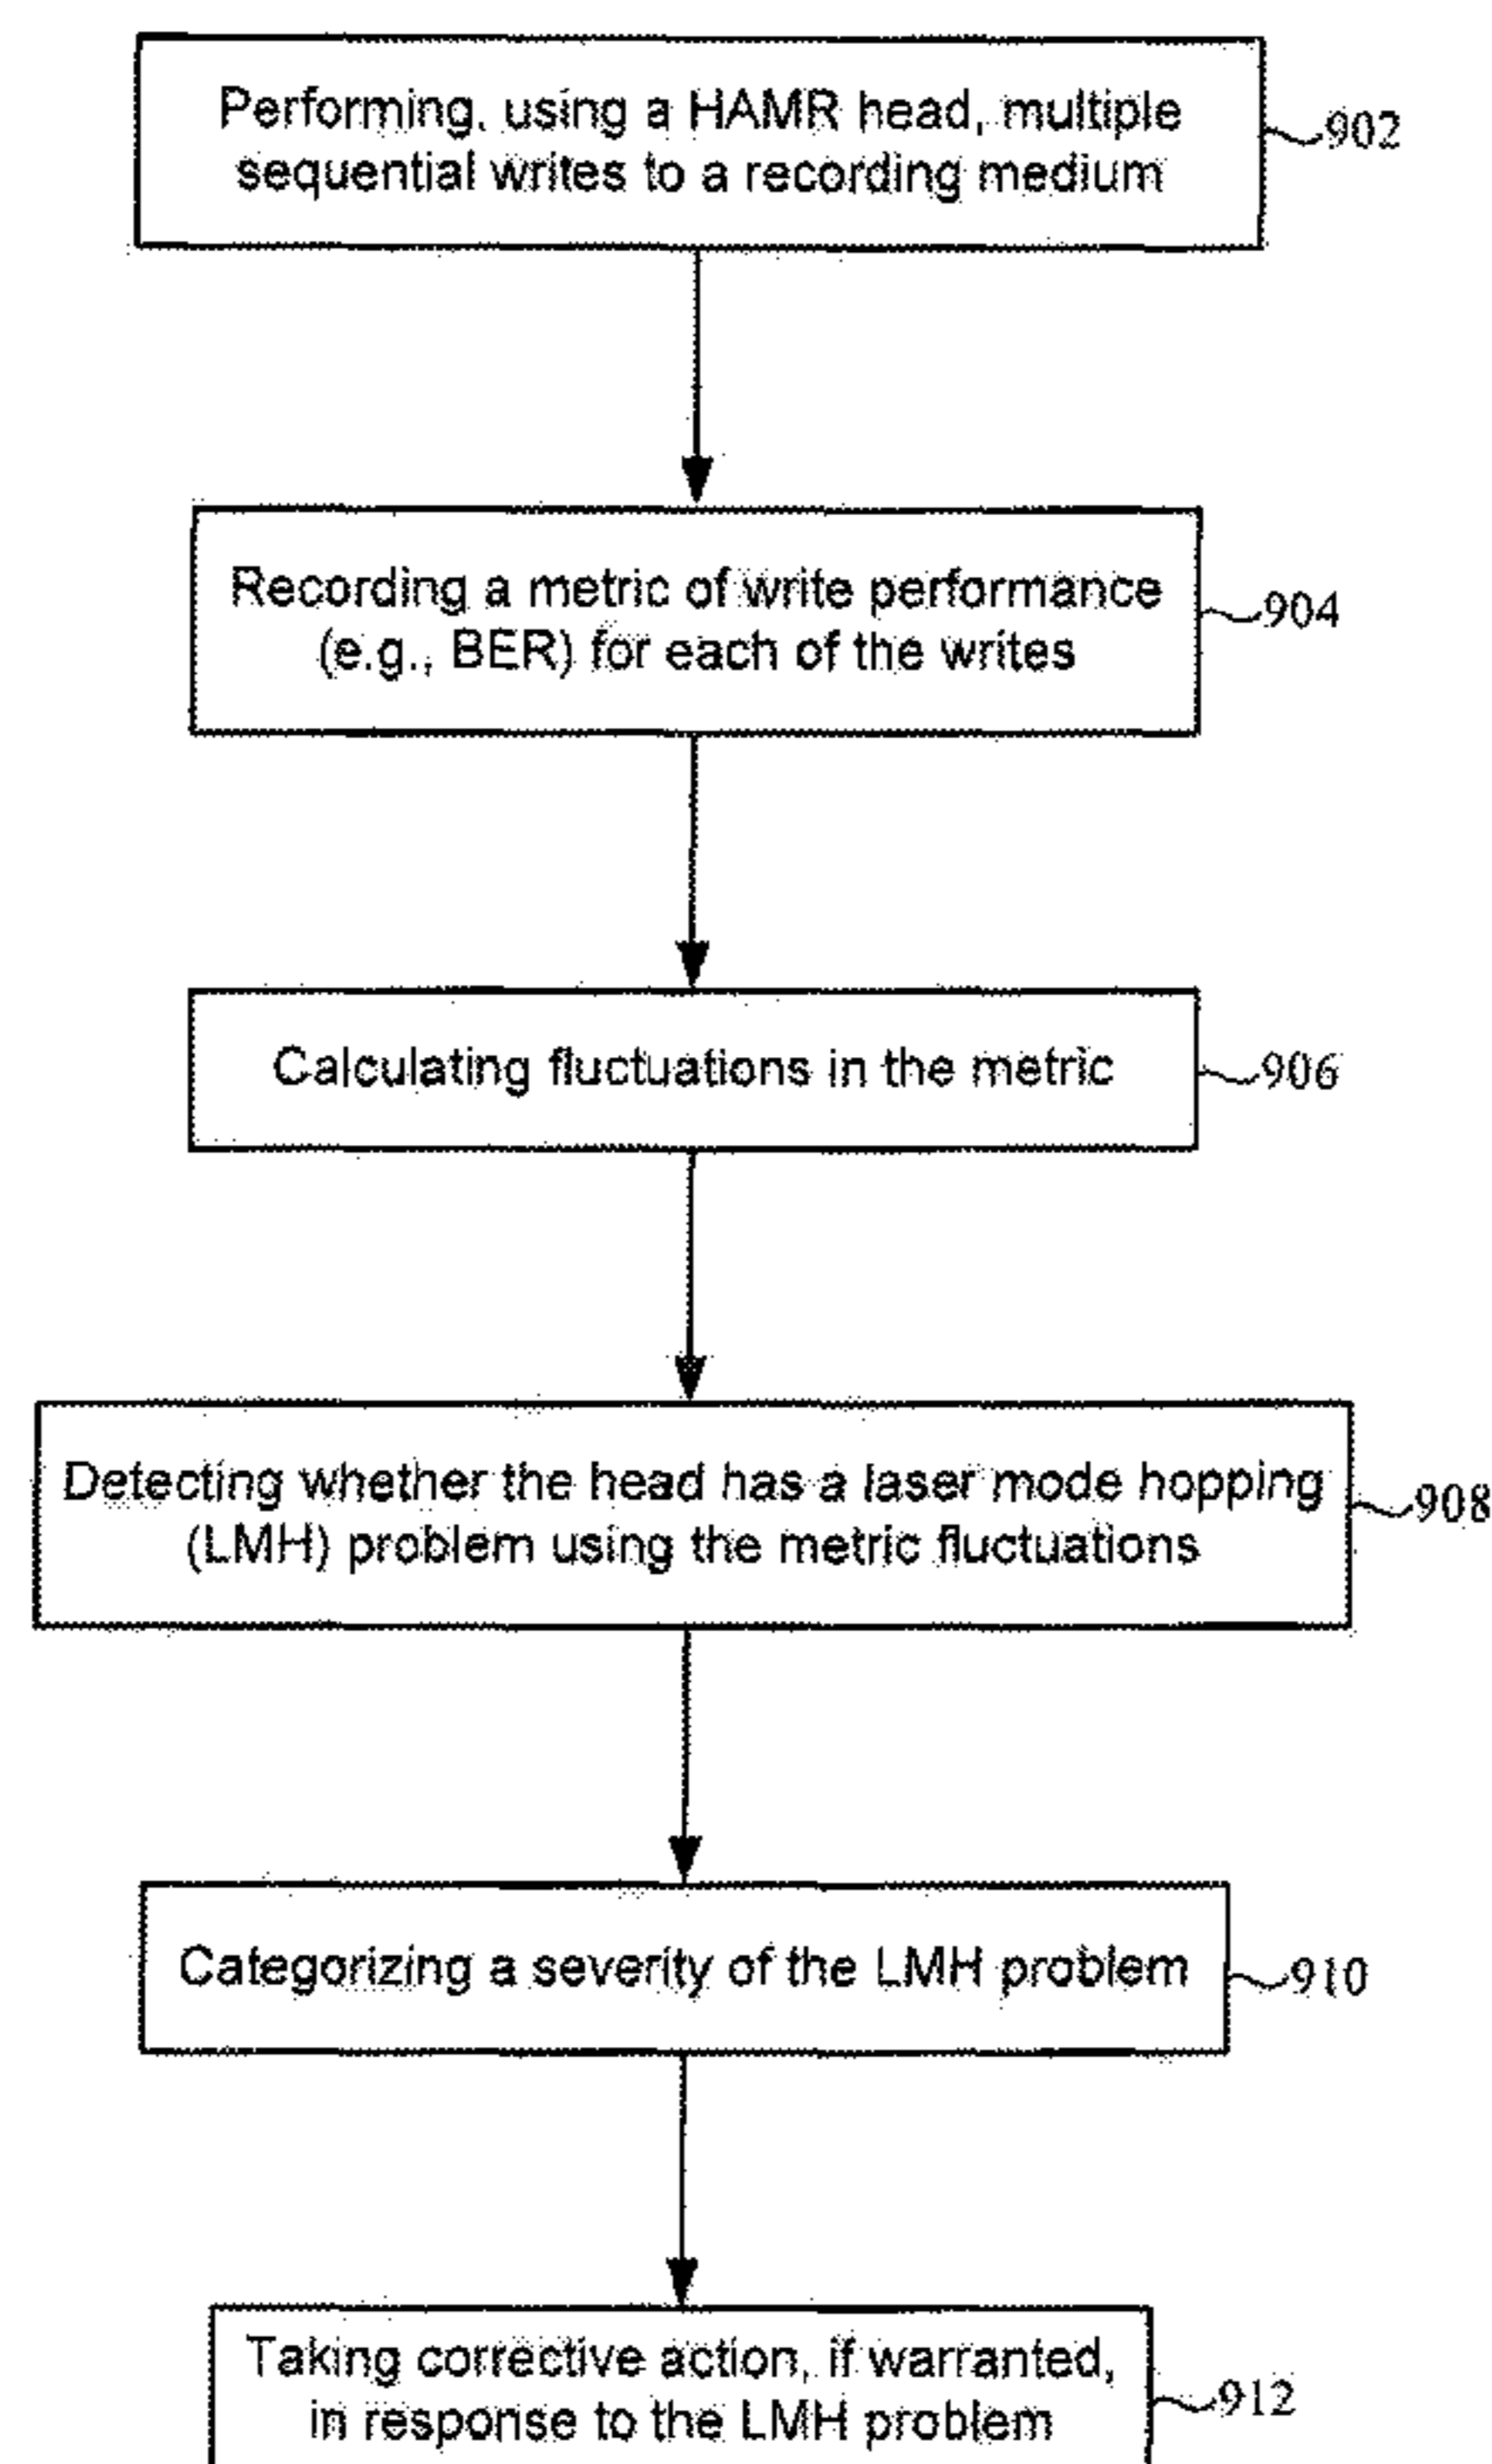 Performing, using a HAMR head, multiple
sequential writes to a recording medium
902
Recording a metric of write performance
(e.g., BER) for each of the writes
904
Calculating fluctuations in the metric
906
Detecting whether the head has a laser mode hopping
(LMH) problem using the metric fluctuations
908
Categorizing a severity of the LMH problem
910
Taking corrective action, if warranted,
in response to the LMH problem
912